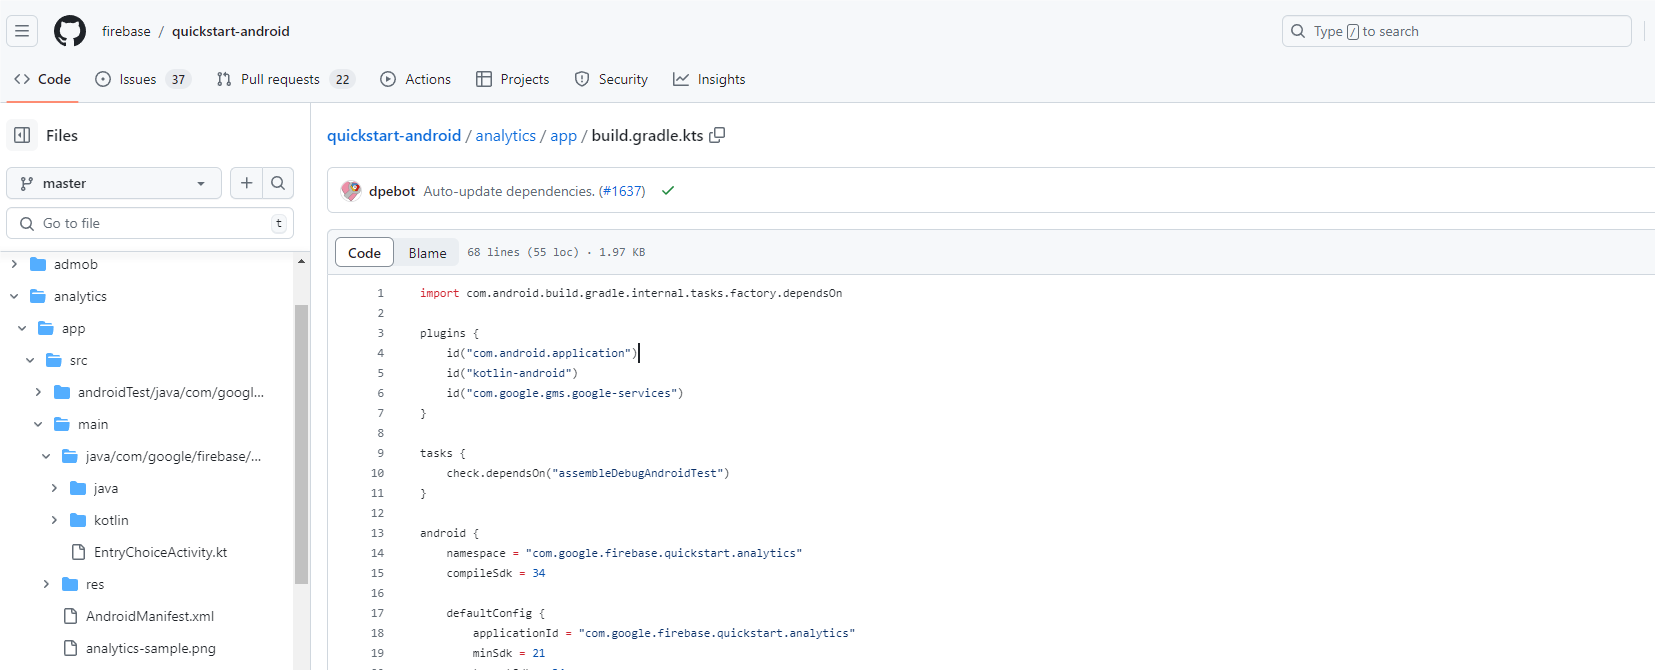 firebase / quickstart-android
Type / to search
Code
Issues 37
Pull requests 22
Actions
Projects
Security
Insights
Files
master
Go to file
t
admob
analytics
app
src
androidTest/java/com/googl...
main
java/com/google/firebase/...
java
kotlin
EntryChoiceActivity.kt
res
AndroidManifest.xml
analytics-sample.png
quickstart-android / analytics / app / build.gradle.kts
dpebot Auto-update dependencies. (#1637)
Code Blame 68 lines (55 loc) · 1.97 KB
1 import com.android.build.gradle.internal.tasks.factory.dependsOn
2
3 plugins {
4 id("com.android.application")
5 id("kotlin-android")
6 id("com.google.gms.google-services")
7 }
8
9 tasks {
10 check.dependsOn("assembleDebugAndroidTest")
11 }
12
13 android {
14 namespace = "com.google.firebase.quickstart.analytics"
15 compileSdk = 34
16
17 defaultConfig {
18 applicationId = "com.google.firebase.quickstart.analytics"
19 minSdk = 21